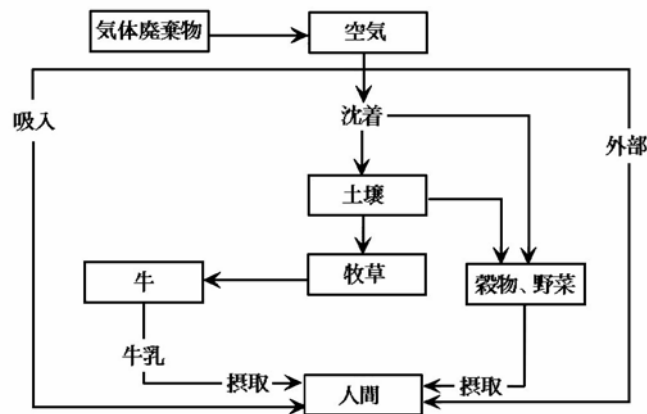 気体廃棄物
空気
沈着
吸入
外部
土壌
牧草
牛
穀物、野菜
牛乳
摂取
摂取
人間